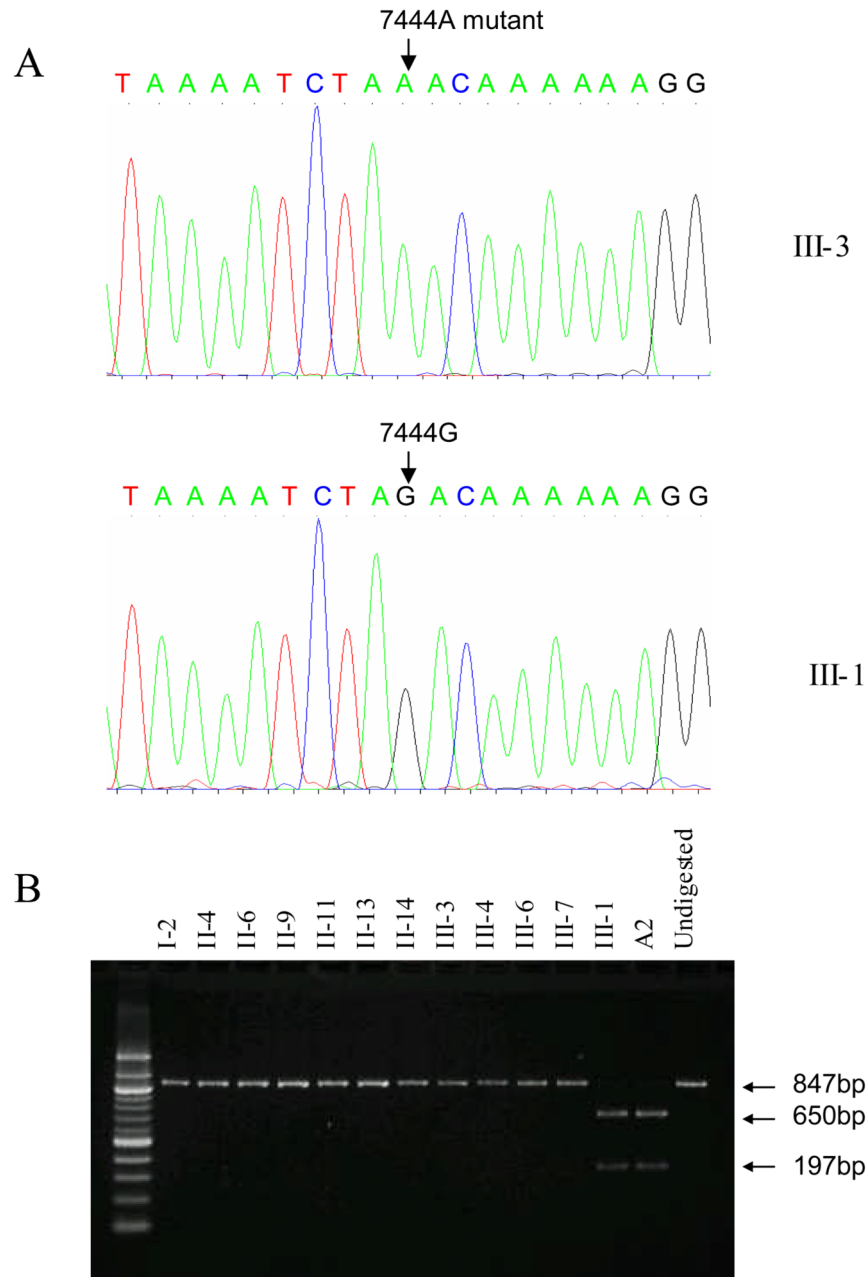 7444A mutant
A
T A A A A T C T A A A C A A A A A A G G
III-3
7444G
T A A A A T C T A G A C A A A A A A G G
III-1
B
I-2 II-4 II-6 II-9 II-11 II-13 II-14 III-3 III-4 III-6 III-7 III-1 A2 Undigested
847bp
650bp
197bp